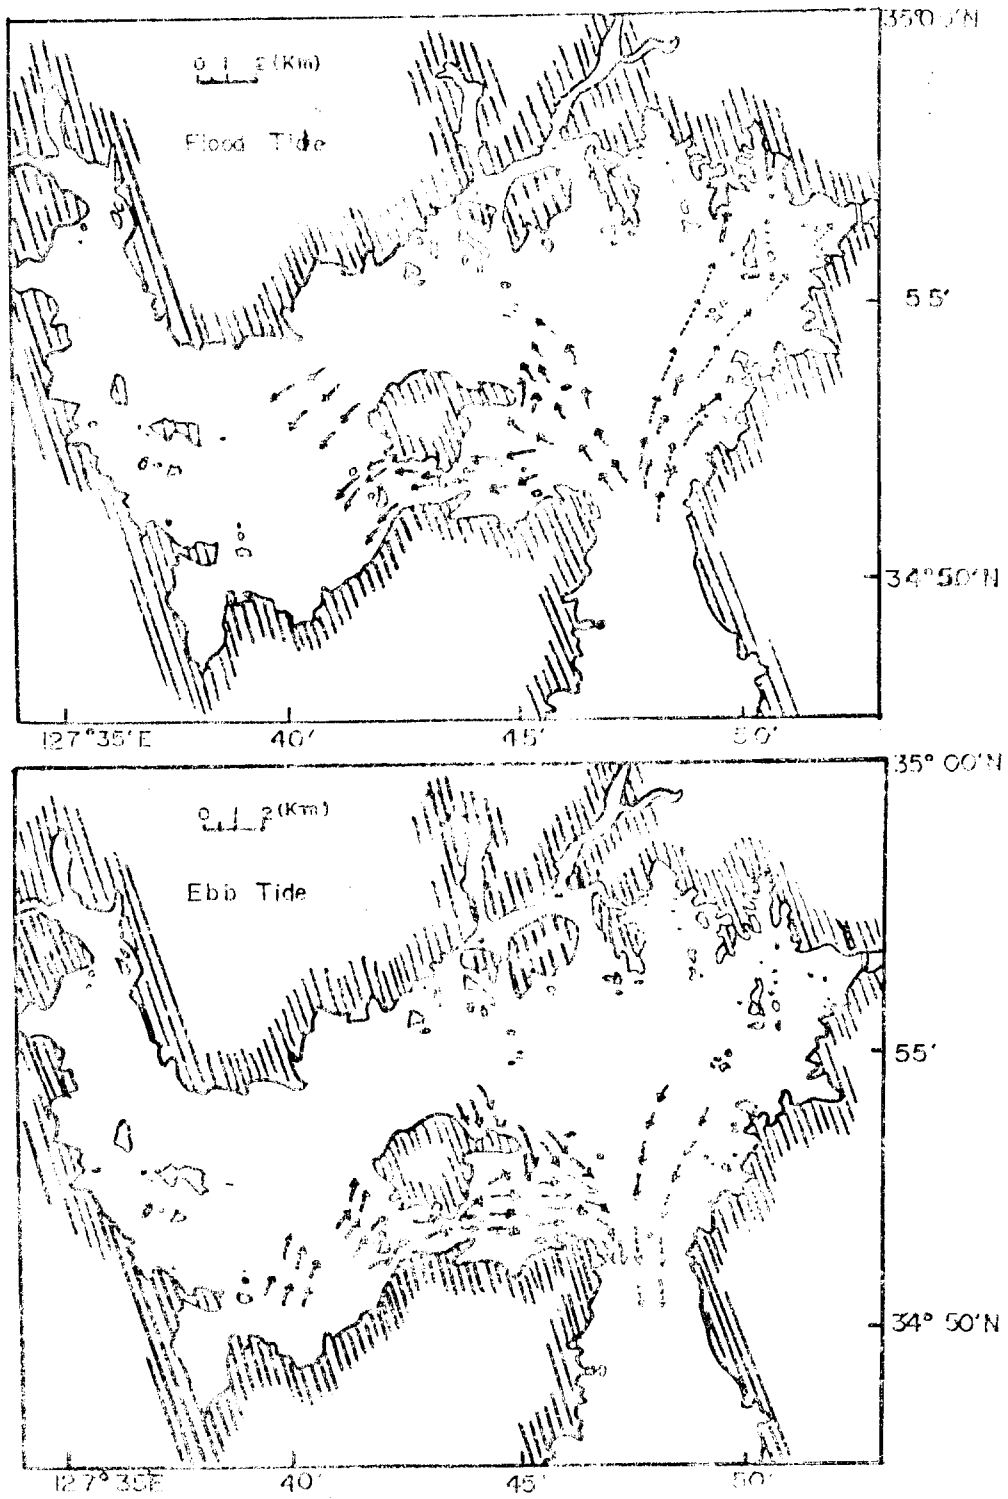 35°00'N
0 1 2 (Km)
Flood Tide
55'
34°50'N
127°35'E 40' 45' 50'
35° 00'N
0 1 2 (Km)
Ebb Tide
55'
34° 50'N
127°35'E 40' 45' 50'